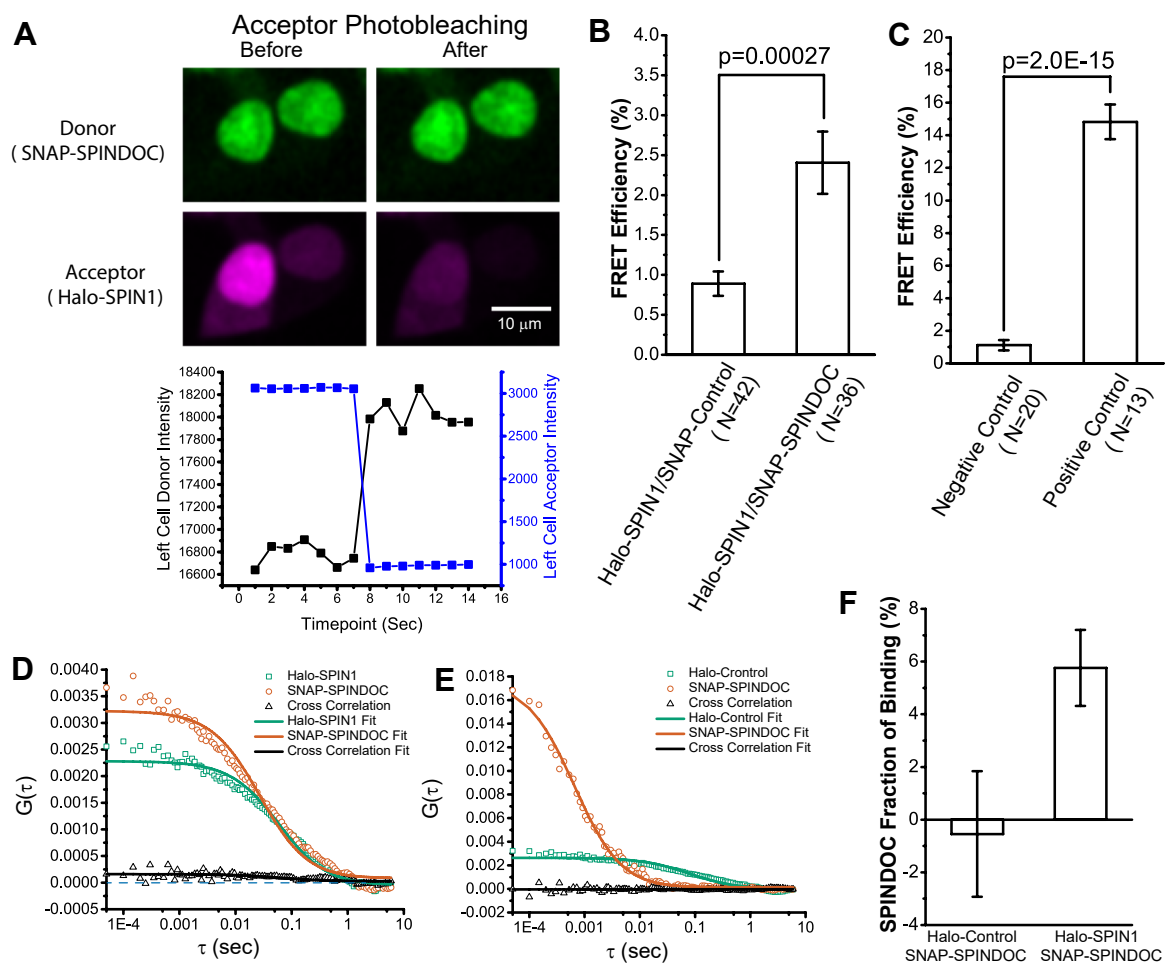 A
Acceptor Photobleaching
Before
After
Donor
( SNAP-SPINDOC)
Acceptor
( Halo-SPIN1)
10 μm
18400
18200
18000
17800
17600
17400
17200
17000
16800
16600
Left Cell Donor Intensity
3000
2500
2000
1500
1000
Left Cell Acceptor Intensity
0 2 4 6 8 10 12 14 16
Timepoint (Sec)
B
p=0.00027
4.0
3.5
3.0
2.5
2.0
1.5
1.0
0.5
0.0
FRET Efficiency (%)
Halo-SPIN1/SNAP-Control
( N=42)
Halo-SPIN1/SNAP-SPINDOC
( N=36)
C
p=2.0E-15
20
18
16
14
12
10
8
6
4
2
0
FRET Efficiency (%)
Negative Control
( N=20)
Positive Control
( N=13)
D
0.0040
0.0035
0.0030
0.0025
0.0020
0.0015
0.0010
0.0005
0.0000
-0.0005
G(τ)
Halo-SPIN1
SNAP-SPINDOC
Cross Correlation
Halo-SPIN1 Fit
SNAP-SPINDOC Fit
Cross Correlation Fit
1E-4 0.001 0.01 0.1 1 10
τ (sec)
E
0.018
0.016
0.014
0.012
0.010
0.008
0.006
0.004
0.002
0.000
-0.002
G(τ)
Halo-Crontrol
SNAP-SPINDOC
Cross Correlation
Halo-Control Fit
SNAP-SPINDOC Fit
Cross Correlation Fit
1E-4 0.001 0.01 0.1 1 10
τ (sec)
F
8
6
4
2
0
-2
-4
SPINDOC Fraction of Binding (%)
Halo-Control
SNAP-SPINDOC
Halo-SPIN1
SNAP-SPINDOC